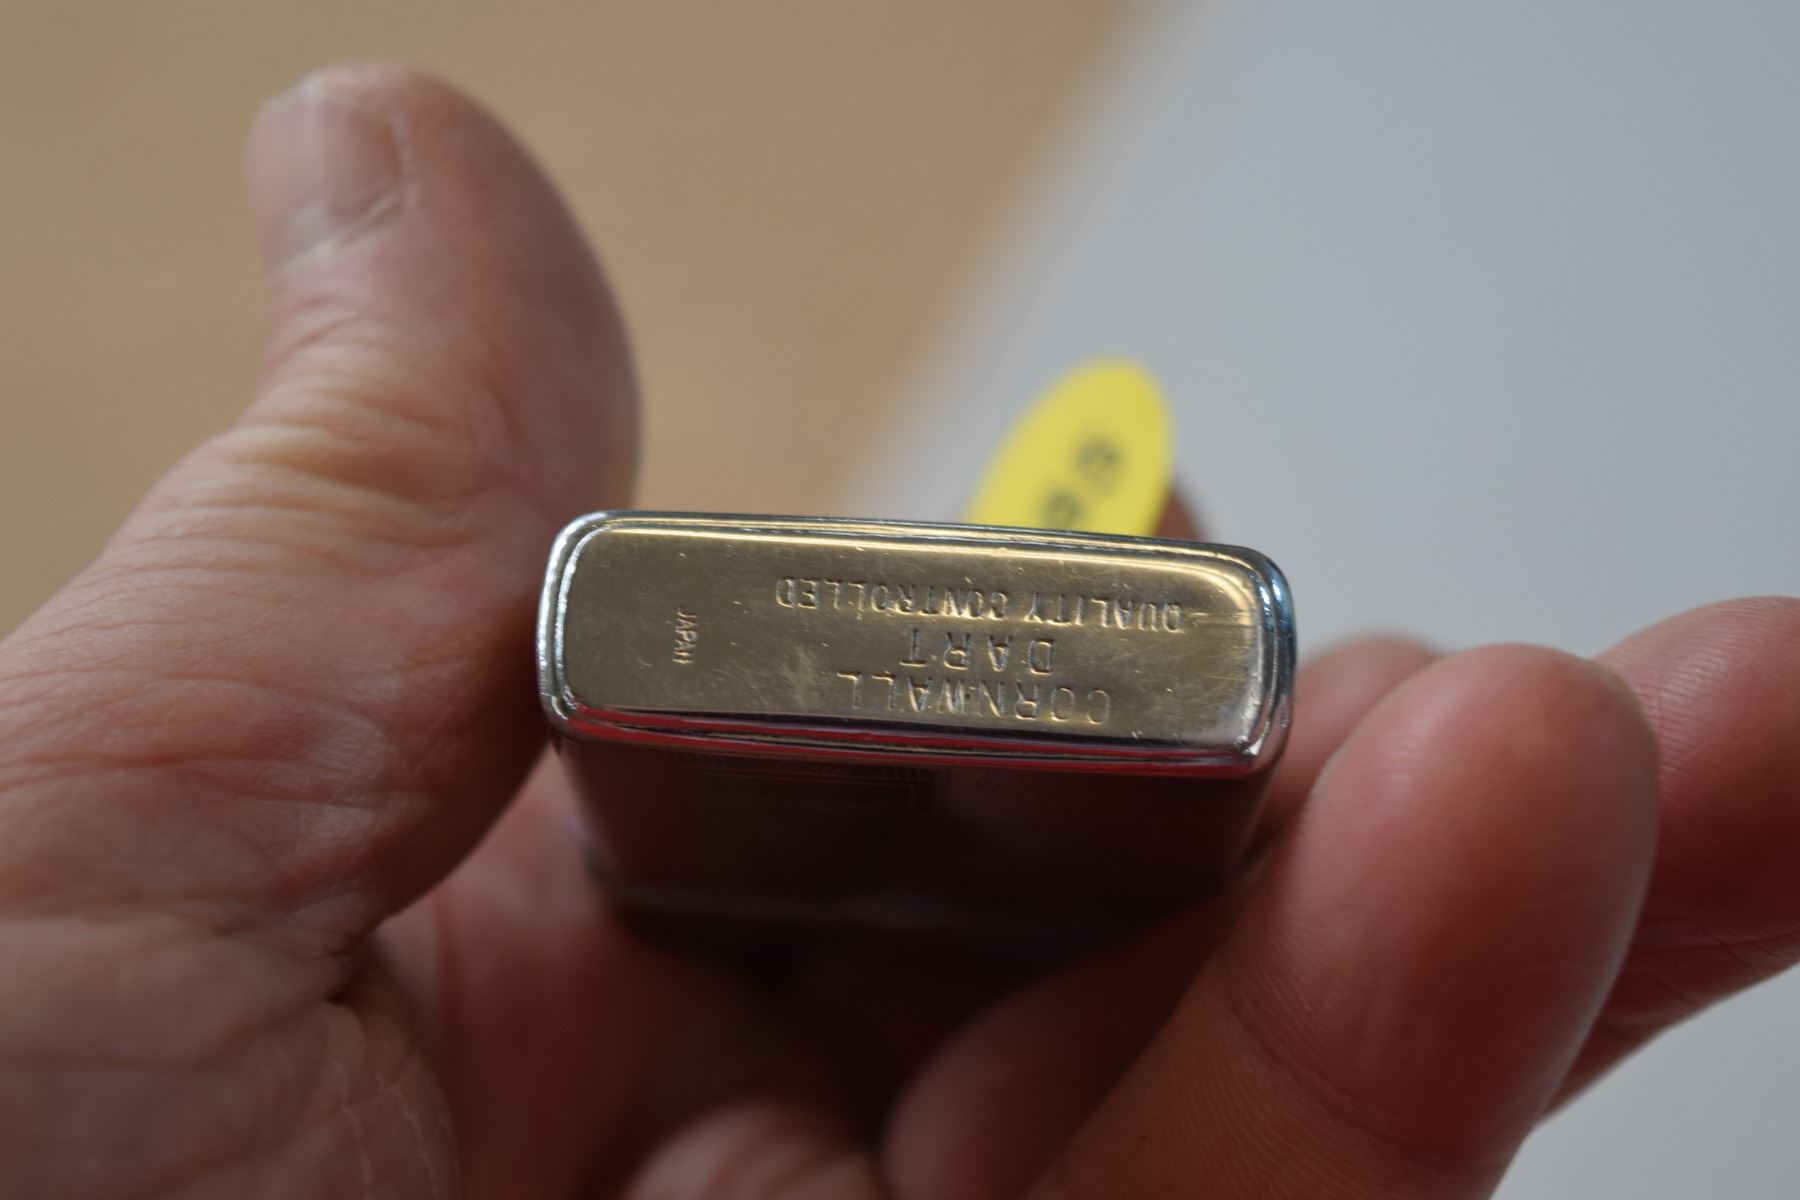 CORNWALL
DART
QUALITY CONTROLLED
JAPAN